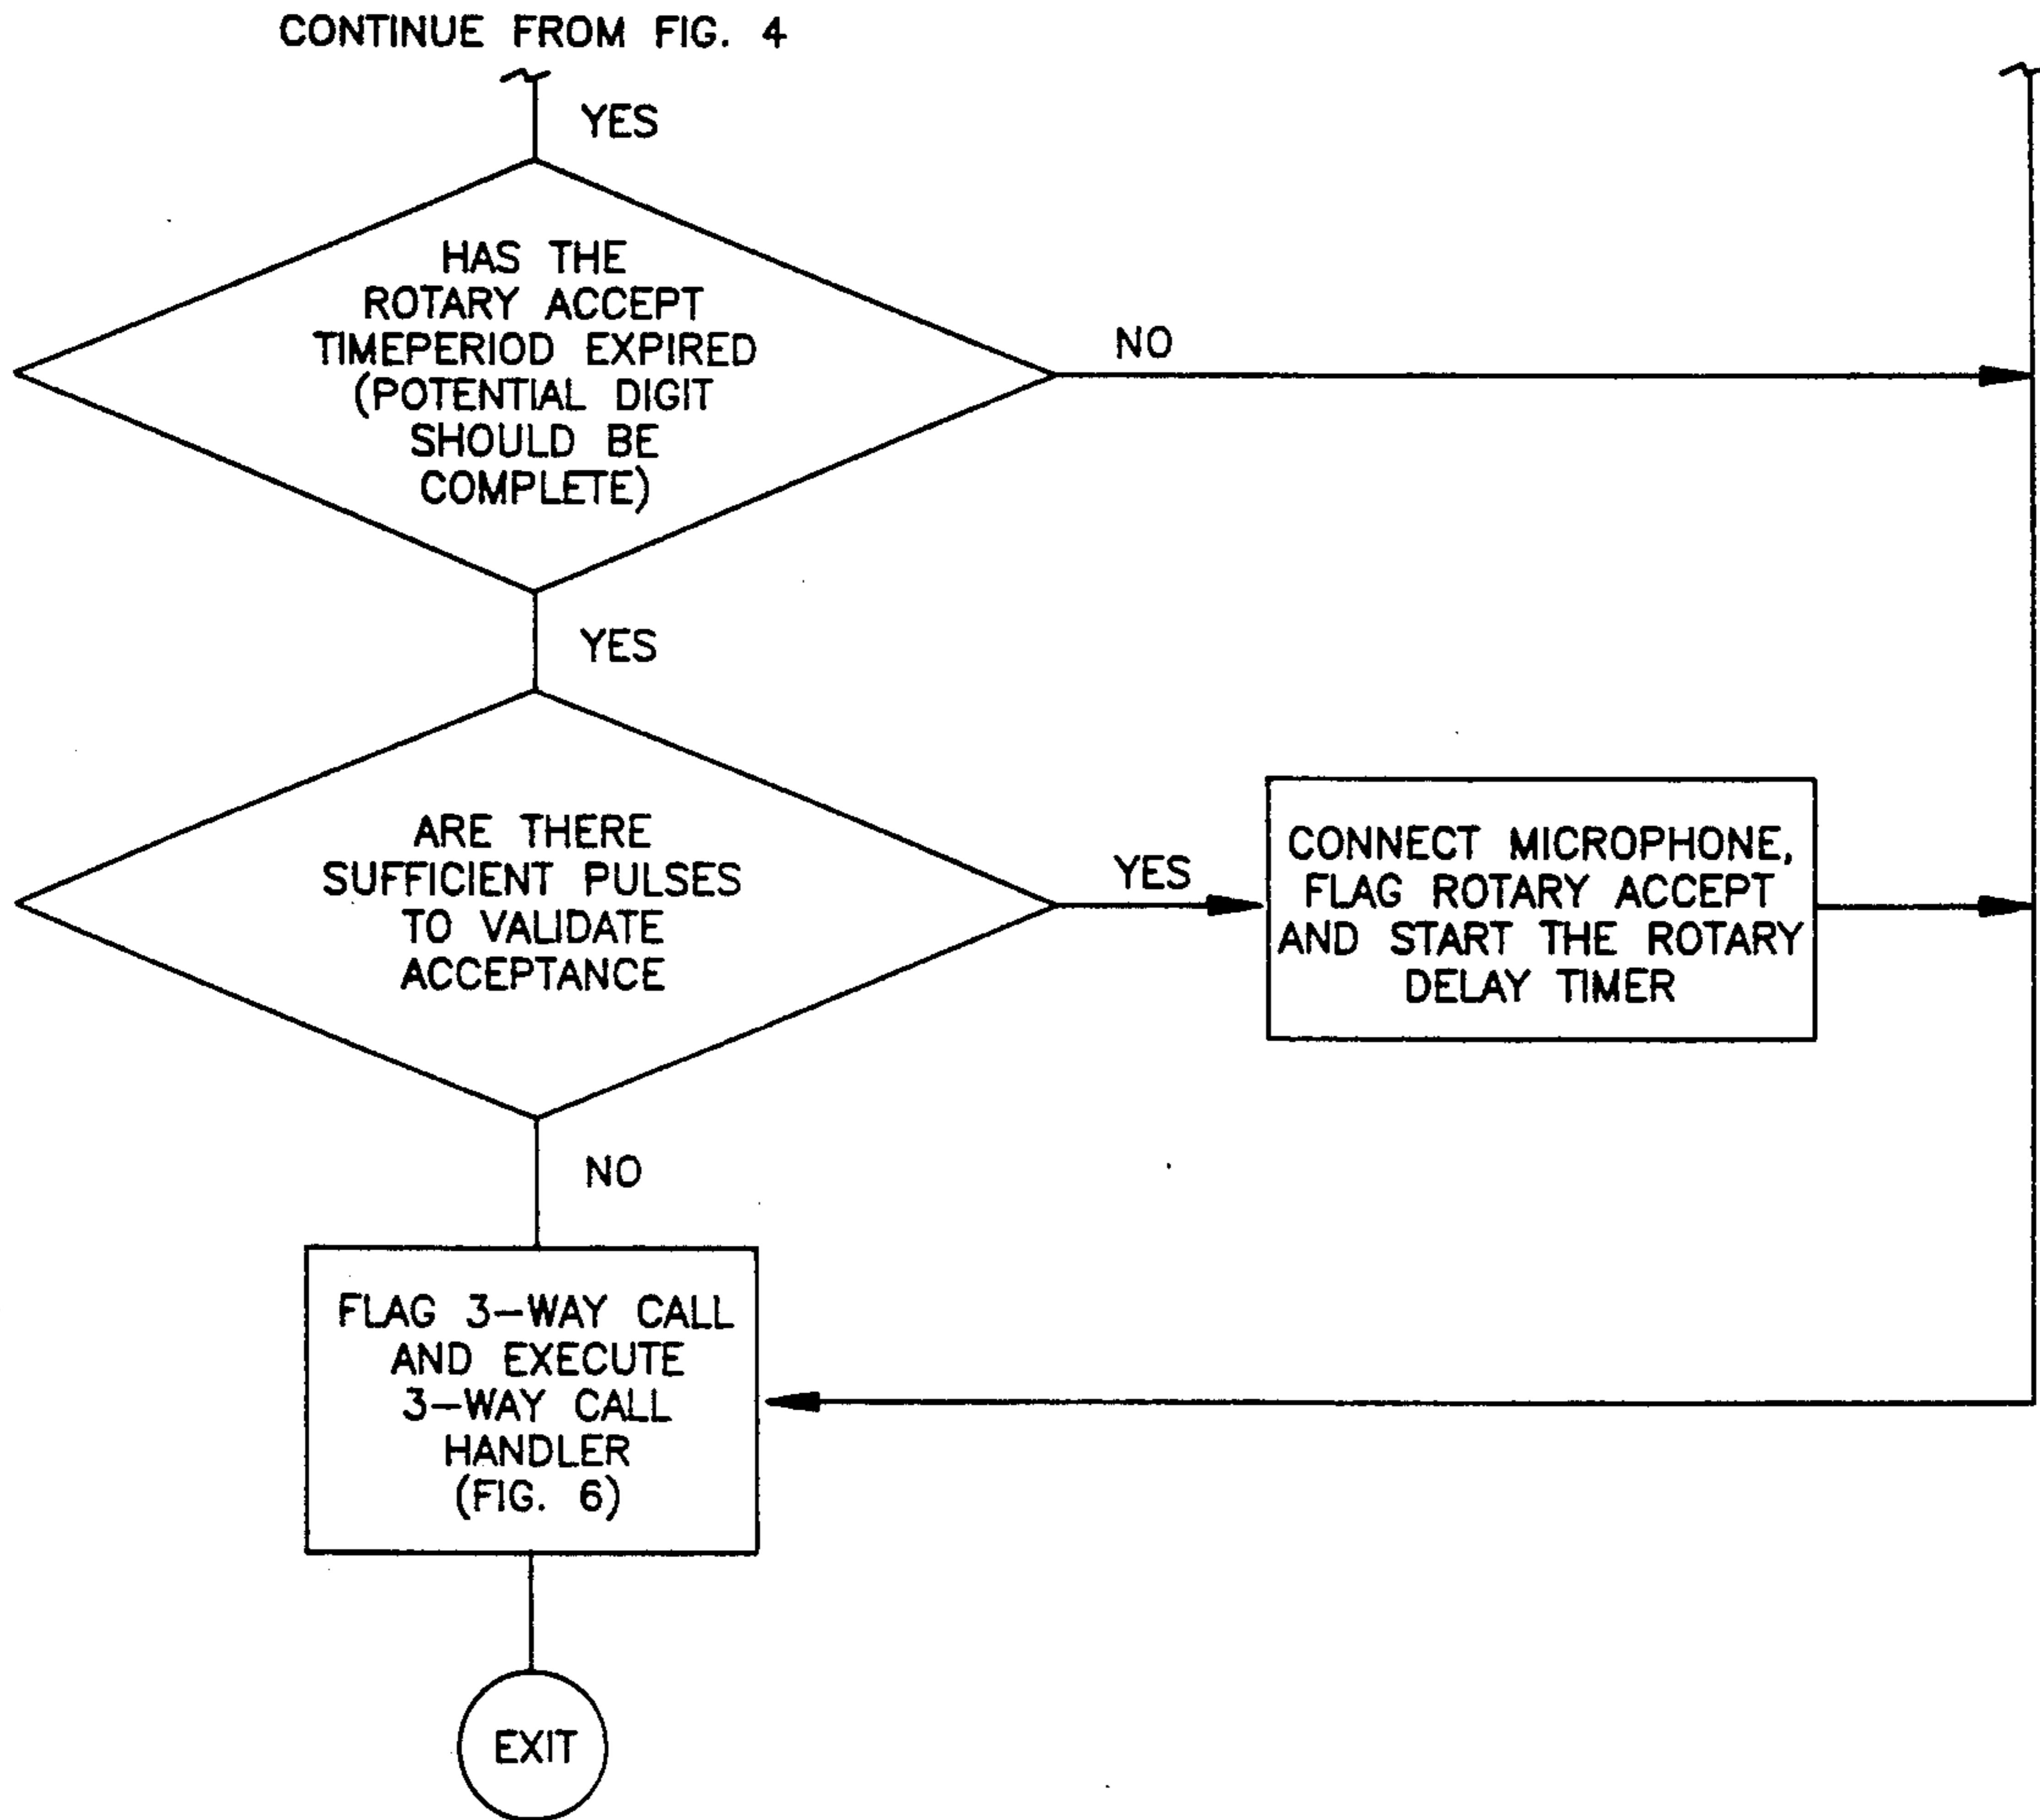 CONTINUE FROM FIG. 4
YES
HAS THE
ROTARY ACCEPT
TIMEPERIOD EXPIRED
(POTENTIAL DIGIT
SHOULD BE
COMPLETE)
NO
YES
ARE THERE
SUFFICIENT PULSES
TO VALIDATE
ACCEPTANCE
YES
CONNECT MICROPHONE,
FLAG ROTARY ACCEPT
AND START THE ROTARY
DELAY TIMER
NO
FLAG 3-WAY CALL
AND EXECUTE
3-WAY CALL
HANDLER
(FIG. 6)
EXIT